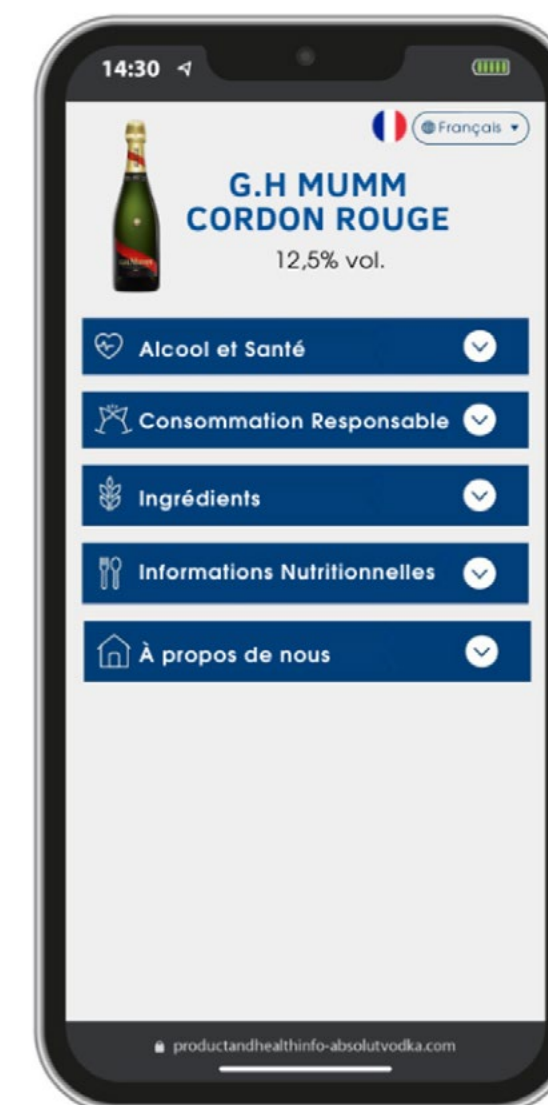 14:30
Français
G.H MUMM
CORDON ROUGE
12,5% vol.
Alcool et Santé
Consommation Responsable
Ingrédients
Informations Nutritionnelles
À propos de nous
productandhealthinfo-absolutvodka.com